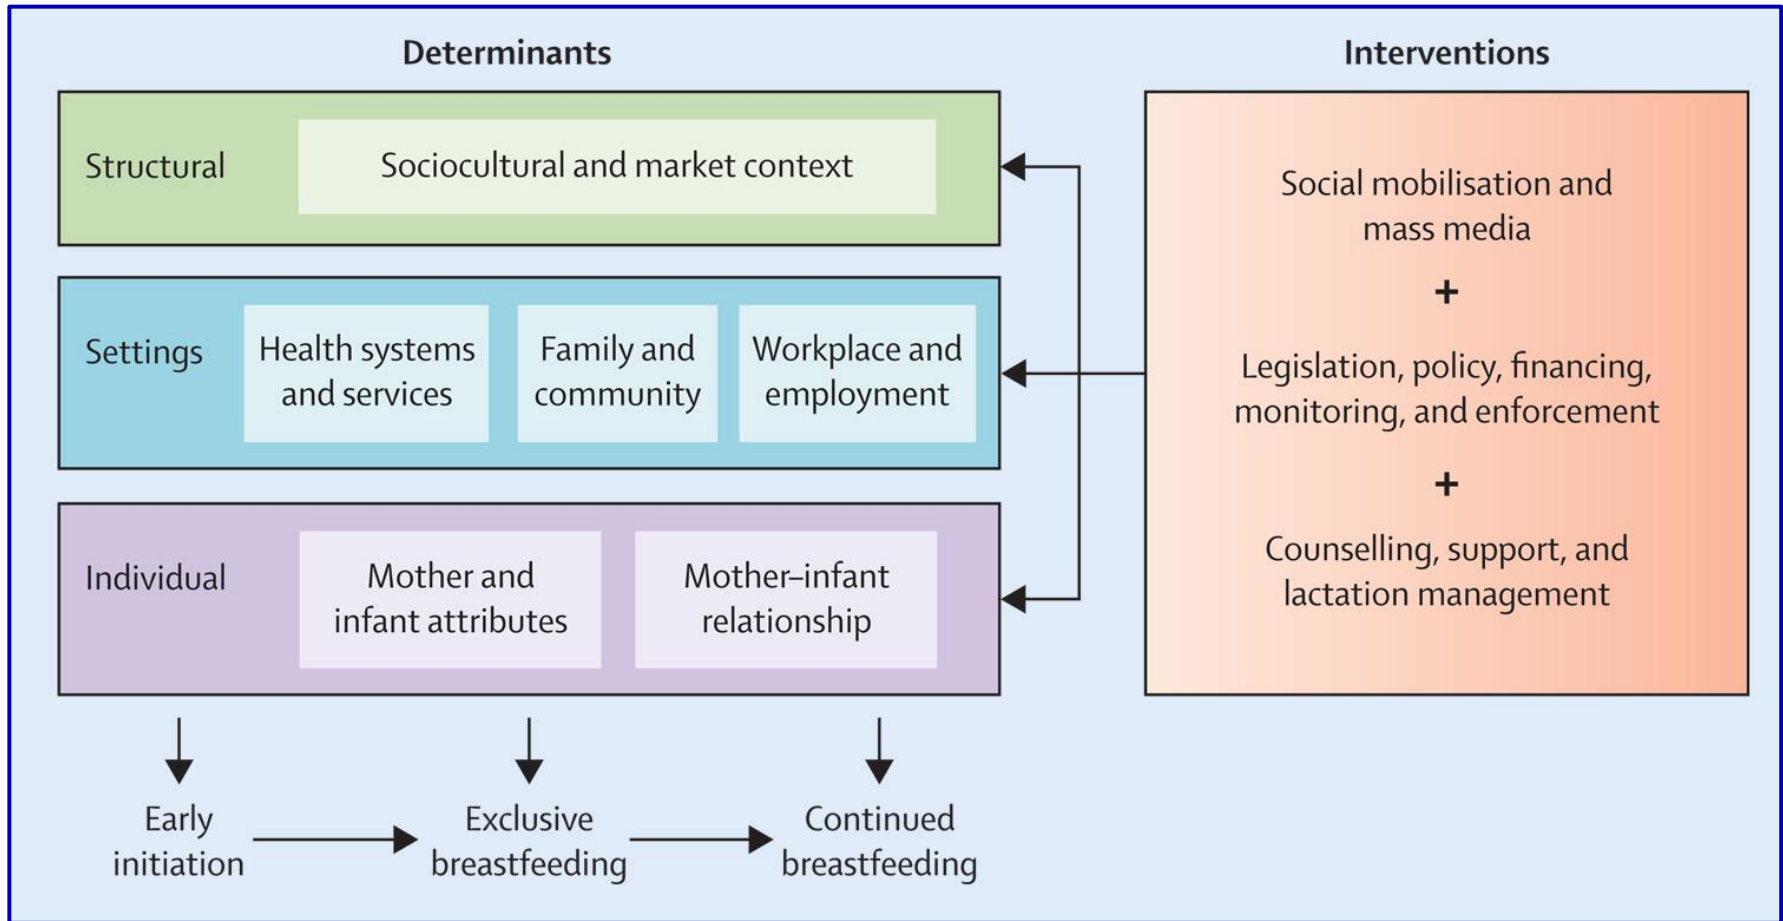 Determinants
Structural
Sociocultural and market context
Settings
Health systems
and services
Family and
community
Workplace and
employment
Individual
Mother and
infant attributes
Mother–infant
relationship
Early
initiation
Exclusive
breastfeeding
Continued
breastfeeding
Interventions
Social mobilisation and
mass media
+
Legislation, policy, financing,
monitoring, and enforcement
+
Counselling, support, and
lactation management